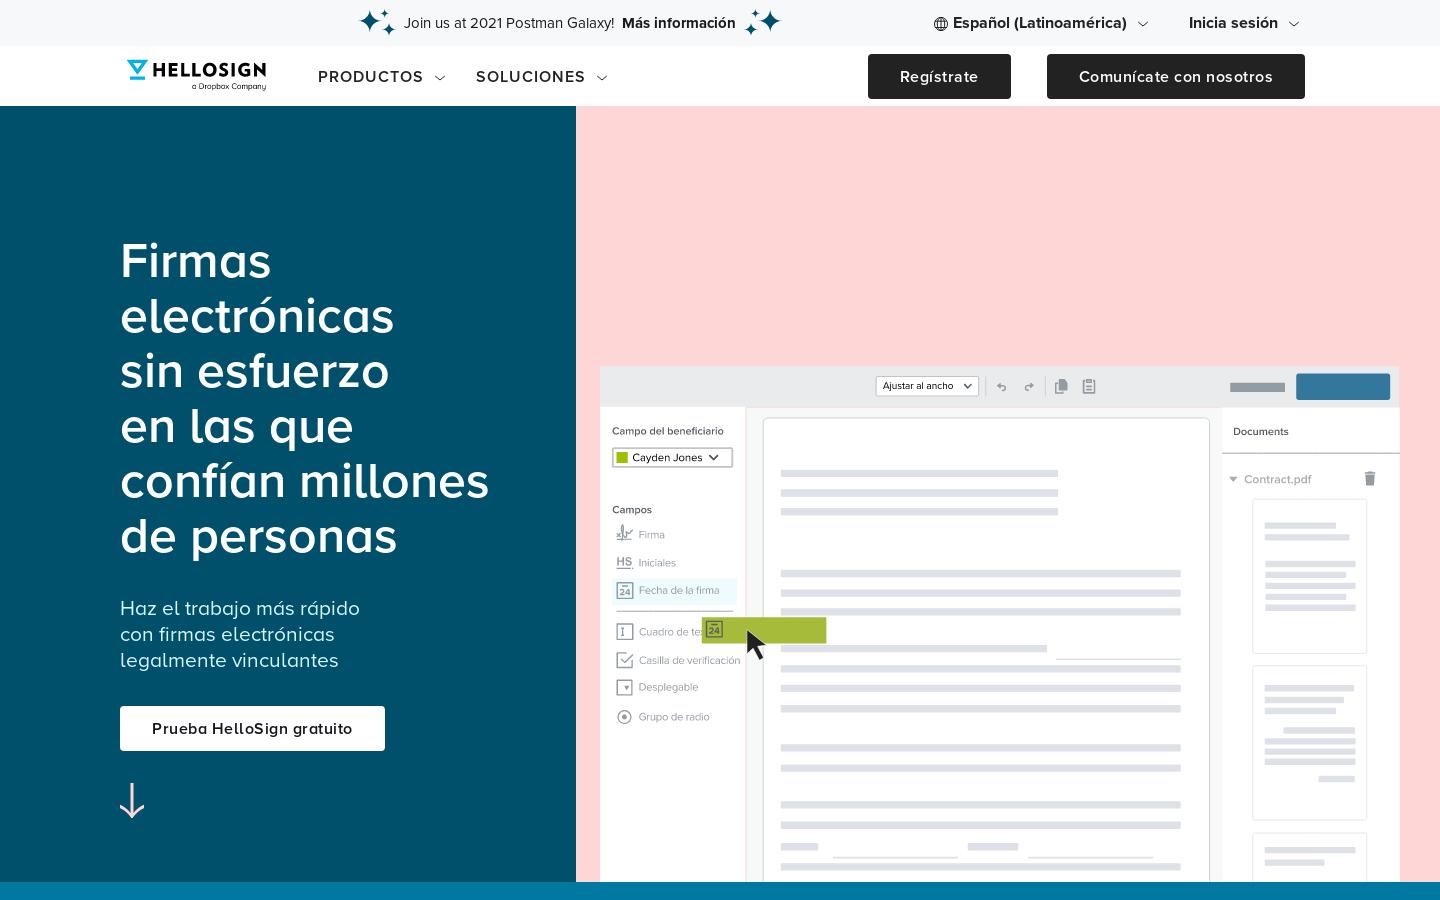 Join us at 2021 Postman Galaxy! Más información
Español (Latinoamérica)
Inicia sesión
HELLOSIGN
a Dropbox Company
PRODUCTOS
SOLUCIONES
Regístrate
Comunícate con nosotros
Firmas
electrónicas
sin esfuerzo
en las que
confían millones
de personas
Haz el trabajo más rápido
con firmas electrónicas
legalmente vinculantes
Prueba HelloSign gratuito
Ajustar al ancho
Campo del beneficiario
Cayden Jones
Campos
Firma
HS Iniciales
24 Fecha de la firma
24
Cuadro de te
Casilla de verificación
Desplegable
Grupo de radio
Documents
Contract.pdf